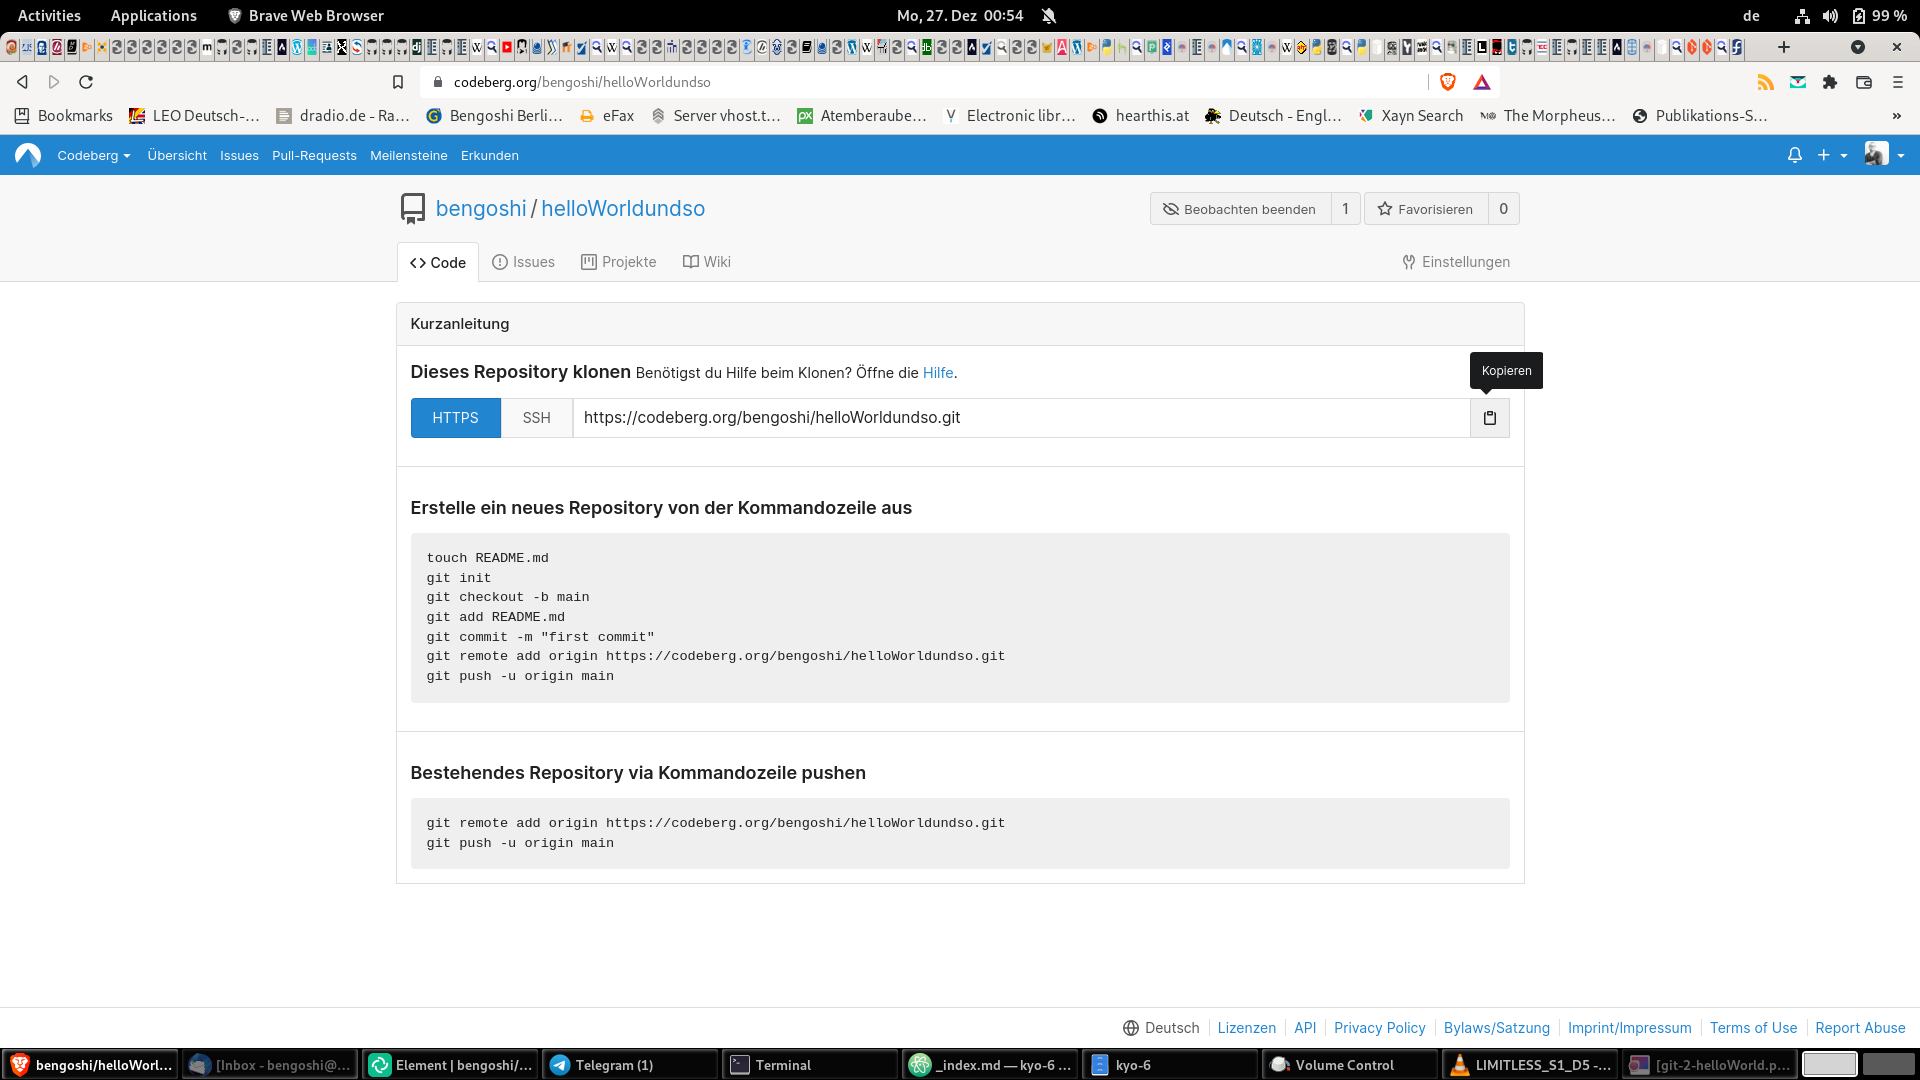 Activities Applications Brave Web Browser Mo, 27. Dez 00:54 de 99 %
codeberg.org/bengoshi/helloWorldundso
Bookmarks LEO Deutsch-... dradio.de - Ra... Bengoshi Berli... eFax Server vhost.t... Atemberaube... Electronic libr... hearthis.at Deutsch - Engl... Xayn Search The Morpheus... Publikations-S... »
Codeberg Übersicht Issues Pull-Requests Meilensteine Erkunden
bengoshi / helloWorldundso
Beobachten beenden 1 Favorisieren 0
Code Issues Projekte Wiki Einstellungen
Kurzanleitung
Dieses Repository klonen Benötigst du Hilfe beim Klonen? Öffne die Hilfe.
Kopieren
HTTPS SSH https://codeberg.org/bengoshi/helloWorldundso.git
Erstelle ein neues Repository von der Kommandozeile aus
touch README.md
git init
git checkout -b main
git add README.md
git commit -m "first commit"
git remote add origin https://codeberg.org/bengoshi/helloWorldundso.git
git push -u origin main
Bestehendes Repository via Kommandozeile pushen
git remote add origin https://codeberg.org/bengoshi/helloWorldundso.git
git push -u origin main
Deutsch Lizenzen API Privacy Policy Bylaws/Satzung Imprint/Impressum Terms of Use Report Abuse
bengoshi/helloWorl... [Inbox - bengoshi@... Element | bengoshi/... Telegram (1) Terminal _index.md — kyo-6 ... kyo-6 Volume Control LIMITLESS_S1_D5 -... [git-2-helloWorld.p...